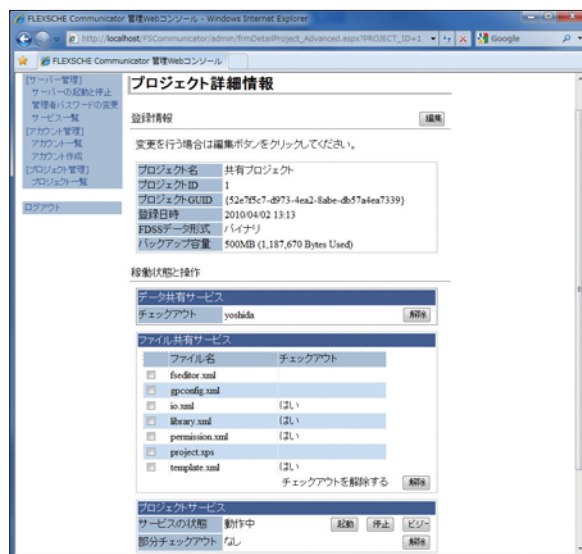 FLEXSCHE Communicator 管理Webコンソール - Windows Internet Explorer
http://localhost/FSCommunicator/admin/frmDetailProject_Advanced.aspx?PROJECT_ID=1
Google
FLEXSCHE Communicator 管理Webコンソール
[サーバー管理]
サーバーの起動と停止
管理者パスワードの変更
サービス一覧
[アカウント管理]
アカウント一覧
アカウント作成
[プロジェクト管理]
プロジェクト一覧
ログアウト
プロジェクト詳細情報
登録情報 編集
変更を行う場合は編集ボタンをクリックしてください。
プロジェクト名 共有プロジェクト
プロジェクトID 1
プロジェクトGUID {52e7f5c7-d973-4ea2-8abe-db57a4ea7339}
登録日時 2010/04/02 13:13
FDSSデータ形式 バイナリ
バックアップ容量 500MB (1,187,670 Bytes Used)
稼働状態と操作
データ共有サービス
チェックアウト yoshida 解除
ファイル共有サービス
ファイル名 チェックアウト
fseditor.xml
gpconfig.xml
io.xml はい
library.xml はい
permission.xml はい
project.xps
template.xml はい
チェックアウトを解除する 解除
プロジェクトサービス
サービスの状態 動作中 起動 停止 ビジー
部分チェックアウト なし 解除